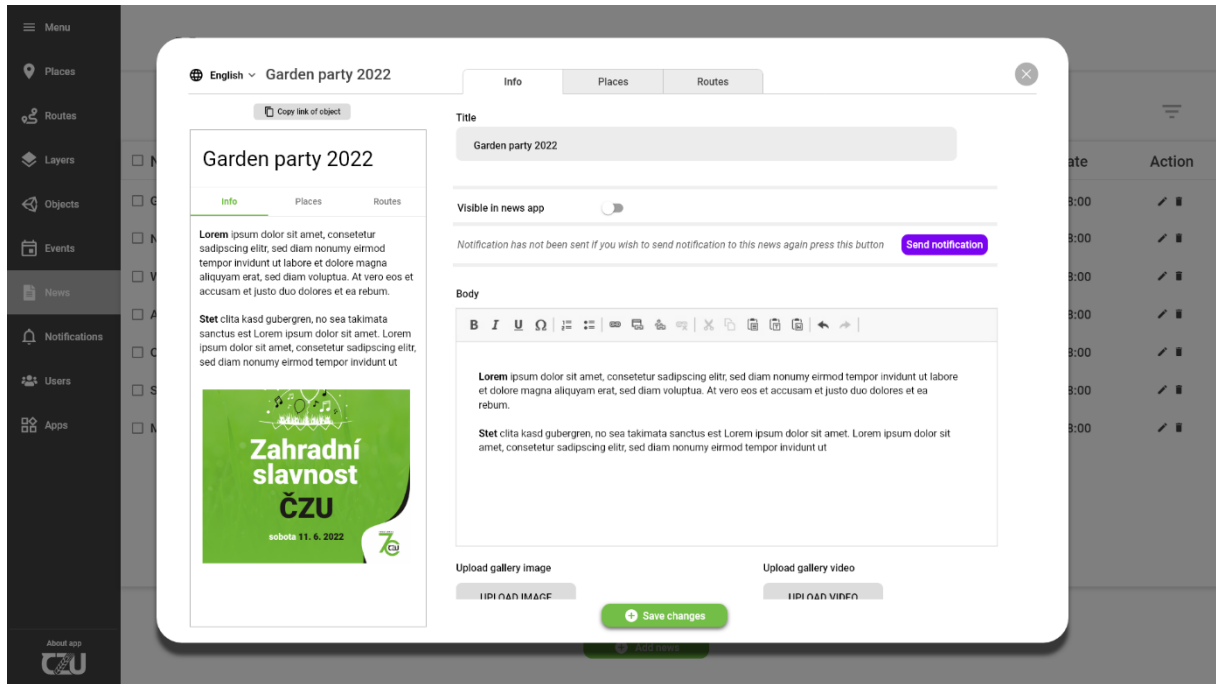 Menu
Places
Routes
Layers
Objects
Events
News
Notifications
Users
Apps
About app
CZU
English
Garden party 2022
Copy link of object
Garden party 2022
Info Places Routes
Lorem ipsum dolor sit amet, consetetur
sadipscing elitr, sed diam nonumy eirmod
tempor invidunt ut labore et dolore magna
aliquyam erat, sed diam voluptua. At vero eos et
accusam et justo duo dolores et ea rebum.
Stet clita kasd gubergren, no sea takimata
sanctus est Lorem ipsum dolor sit amet. Lorem
ipsum dolor sit amet, consetetur sadipscing elitr,
sed diam nonumy eirmod tempor invidunt ut
Zahradní
slavnost
ČZU
sobota 11. 6. 2022
Info Places Routes
Title
Garden party 2022
Visible in news app
Notification has not been sent if you wish to send notification to this news again press this button
Send notification
Body
B I U Ω
Lorem ipsum dolor sit amet, consetetur sadipscing elitr, sed diam nonumy eirmod tempor invidunt ut labore
et dolore magna aliquyam erat, sed diam voluptua. At vero eos et accusam et justo duo dolores et ea
rebum.
Stet clita kasd gubergren, no sea takimata sanctus est Lorem ipsum dolor sit amet. Lorem ipsum dolor sit
amet, consetetur sadipscing elitr, sed diam nonumy eirmod tempor invidunt ut
Upload gallery image Upload gallery video
UPLOAD IMAGE UPLOAD VIDEO
Save changes
Add news
Action